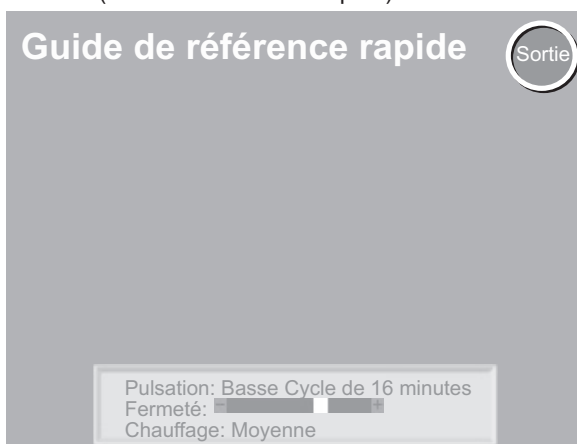 Guide de référence rapide
Sortie
Pulsation: Basse Cycle de 16 minutes
Fermeté: - +
Chauffage: Moyenne